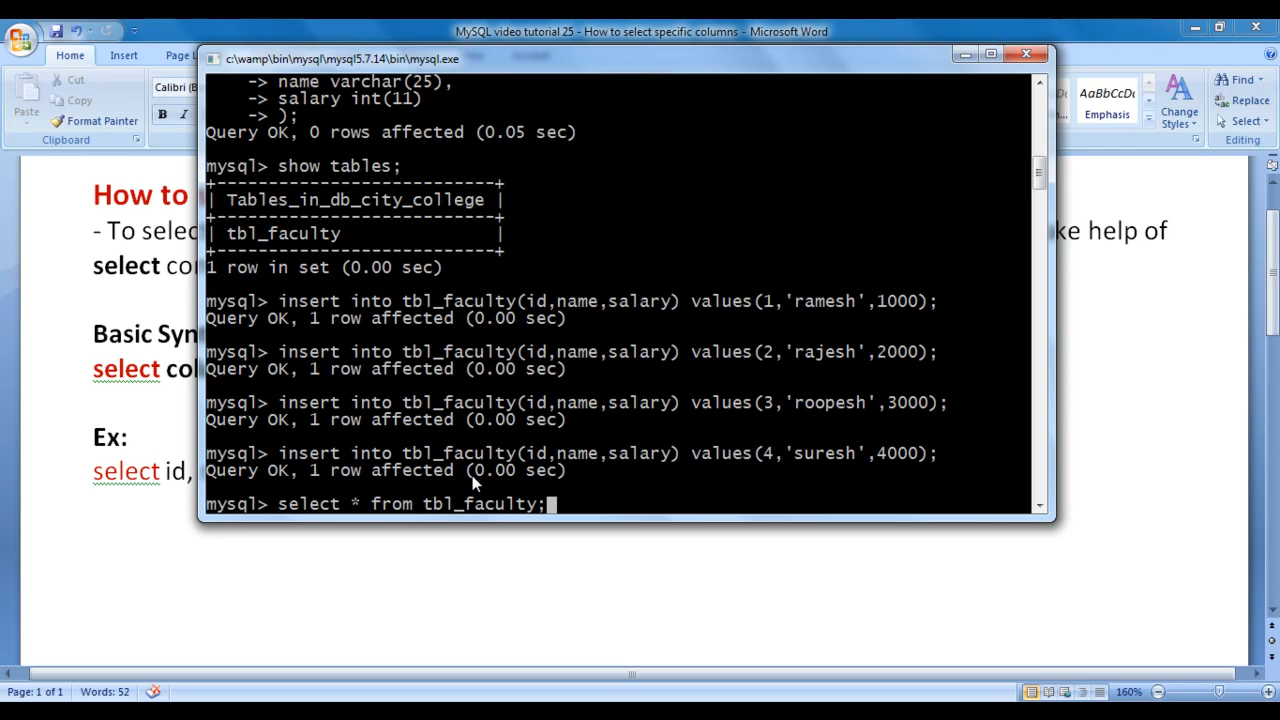 MySQL video tutorial 25 - How to select specific columns - Microsoft Word
Home Insert Page L
Cut
Copy
Paste
Format Painter
Clipboard
Calibri (B
B I
AaBbCcDc
Emphasis
Change
Styles
Find
Replace
Select
Editing
c:\wamp\bin\mysql\mysql5.7.14\bin\mysql.exe
-> name varchar(25),
-> salary int(11)
-> );
Query OK, 0 rows affected (0.05 sec)
mysql> show tables;
+---------------------------+
| Tables_in_db_city_college |
+---------------------------+
| tbl_faculty               |
+---------------------------+
1 row in set (0.00 sec)
mysql> insert into tbl_faculty(id,name,salary) values(1,'ramesh',1000);
Query OK, 1 row affected (0.00 sec)
mysql> insert into tbl_faculty(id,name,salary) values(2,'rajesh',2000);
Query OK, 1 row affected (0.00 sec)
mysql> insert into tbl_faculty(id,name,salary) values(3,'roopesh',3000);
Query OK, 1 row affected (0.00 sec)
mysql> insert into tbl_faculty(id,name,salary) values(4,'suresh',4000);
Query OK, 1 row affected (0.00 sec)
mysql> select * from tbl_faculty;
How to
- To selec ke help of
select co
Basic Syn
select col
Ex:
select id,
Page: 1 of 1 Words: 52 160%